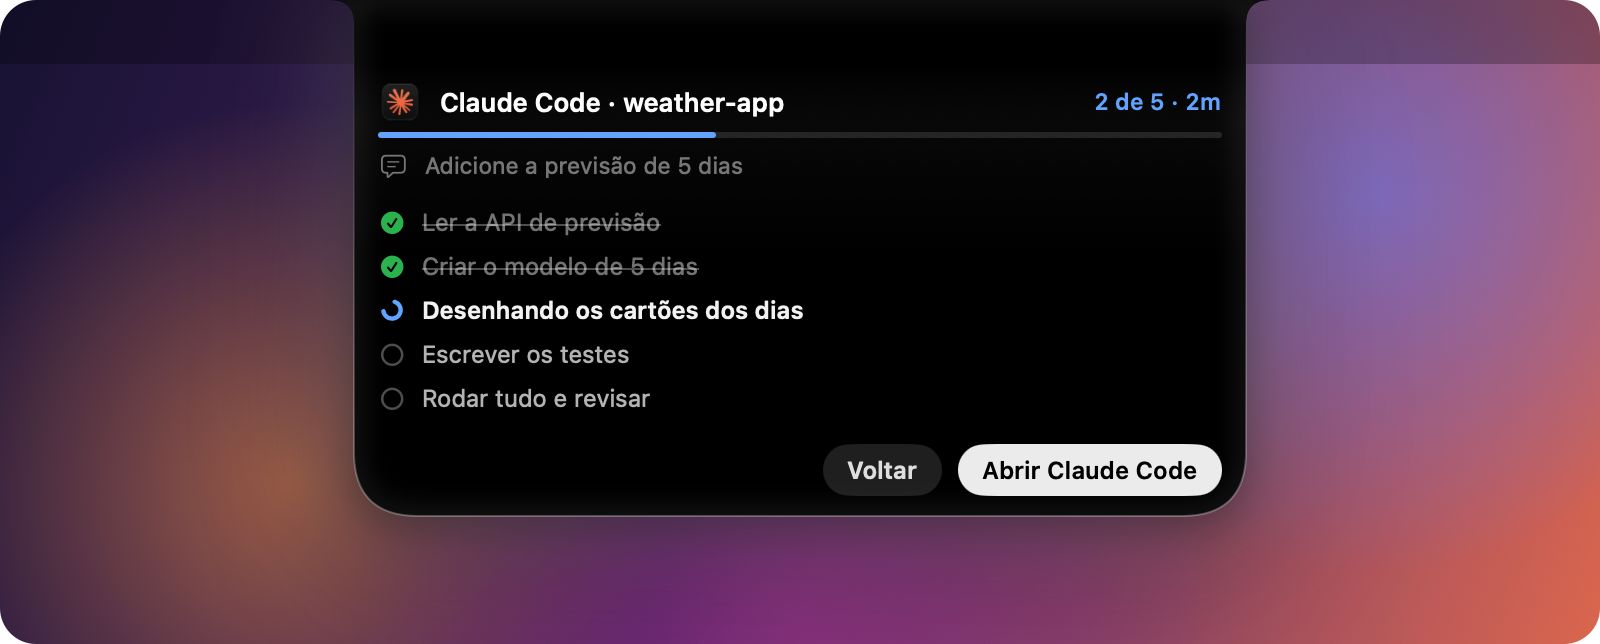 Claude Code · weather-app
2 de 5 · 2m
Adicione a previsão de 5 dias
Ler a API de previsão
Criar o modelo de 5 dias
Desenhando os cartões dos dias
Escrever os testes
Rodar tudo e revisar
Voltar
Abrir Claude Code